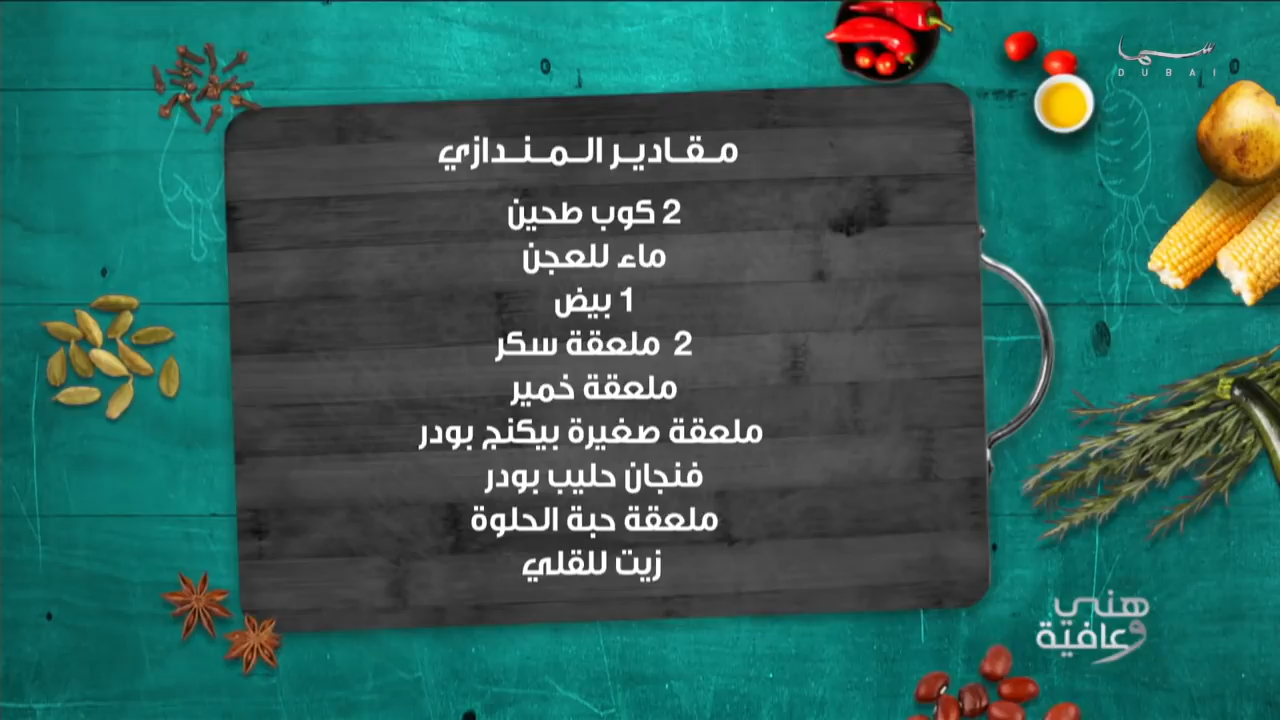 سما
DUBAI
مقادير المندازي
2 كوب طحين
ماء للعجن
1 بيض
2 ملعقة سكر
ملعقة خمير
ملعقة صغيرة بيكنج بودر
فنجان حليب بودر
ملعقة حبة الحلوة
زيت للقلي
هني
وعافية